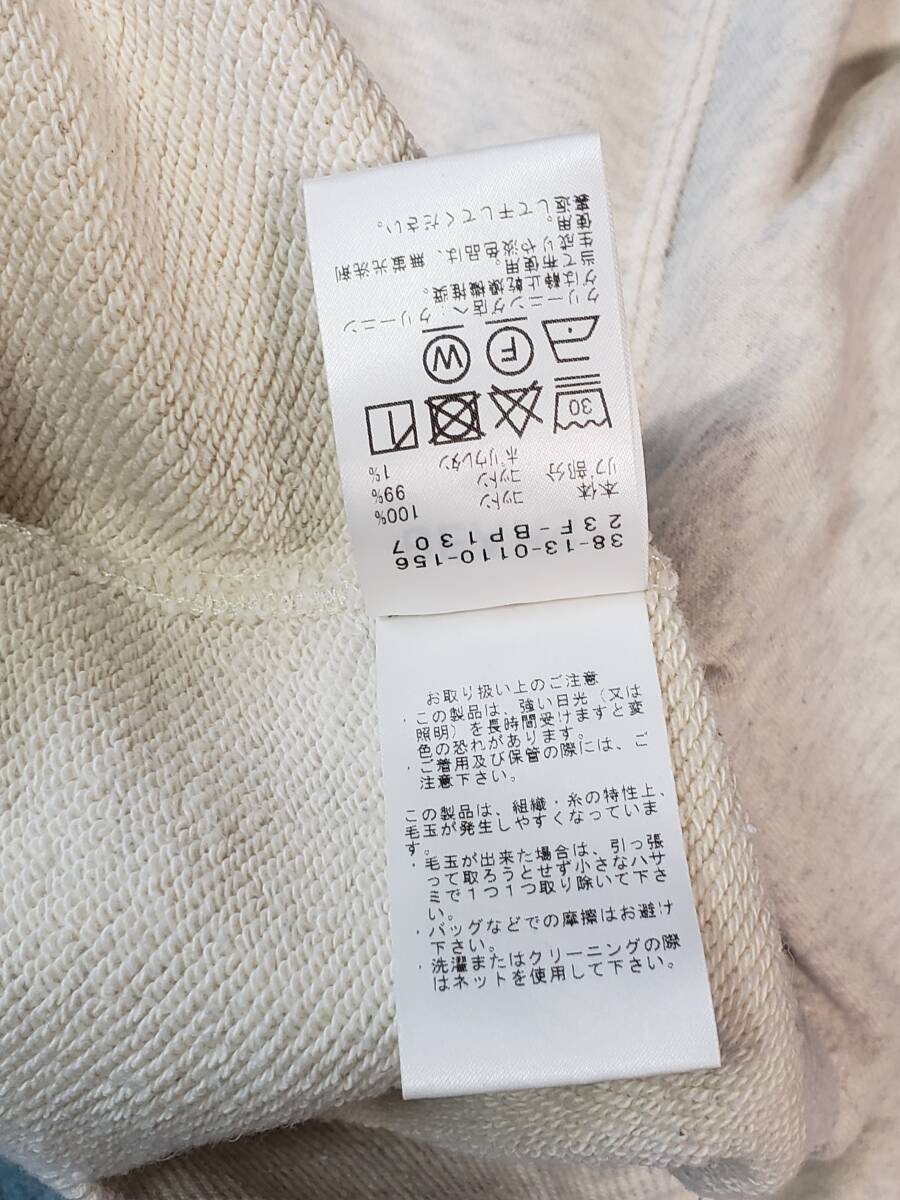 38-13-0110-156
23F-BP1307
本体 コットン 100%
リブ部分 コットン 99%
ポリウレタン 1%
30
F W
クリーニング店へ:クリーニン
グは静止乾燥機推奨。
当て布使用。
生成りや淡色品は、無蛍光洗剤
使用。
裏返して干してください。
お取り扱い上のご注意
・この製品は、強い日光（又は
照明）を長時間受けますと変
色の恐れがあります。
・ご着用及び保管の際には、ご
注意下さい。
この製品は、組織・糸の特性上、
毛玉が発生しやすくなっていま
す。
・毛玉が出来た場合は、引っ張
って取ろうとせず小さなハサ
ミで1つ1つ取り除いて下さ
い。
・バッグなどでの摩擦はお避け
下さい。
・洗濯またはクリーニングの際
はネットを使用して下さい。